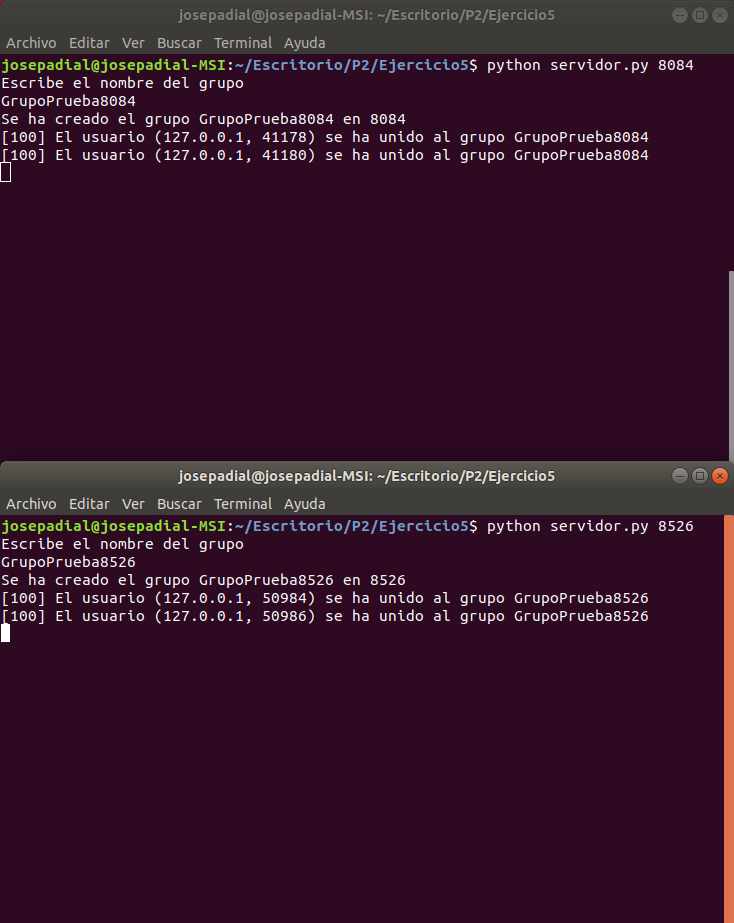 josepadial@josepadial-MSI: ~/Escritorio/P2/Ejercicio5
Archivo Editar Ver Buscar Terminal Ayuda
josepadial@josepadial-MSI:~/Escritorio/P2/Ejercicio5$ python servidor.py 8084
Escribe el nombre del grupo
GrupoPrueba8084
Se ha creado el grupo GrupoPrueba8084 en 8084
[100] El usuario (127.0.0.1, 41178) se ha unido al grupo GrupoPrueba8084
[100] El usuario (127.0.0.1, 41180) se ha unido al grupo GrupoPrueba8084
josepadial@josepadial-MSI: ~/Escritorio/P2/Ejercicio5
Archivo Editar Ver Buscar Terminal Ayuda
josepadial@josepadial-MSI:~/Escritorio/P2/Ejercicio5$ python servidor.py 8526
Escribe el nombre del grupo
GrupoPrueba8526
Se ha creado el grupo GrupoPrueba8526 en 8526
[100] El usuario (127.0.0.1, 50984) se ha unido al grupo GrupoPrueba8526
[100] El usuario (127.0.0.1, 50986) se ha unido al grupo GrupoPrueba8526